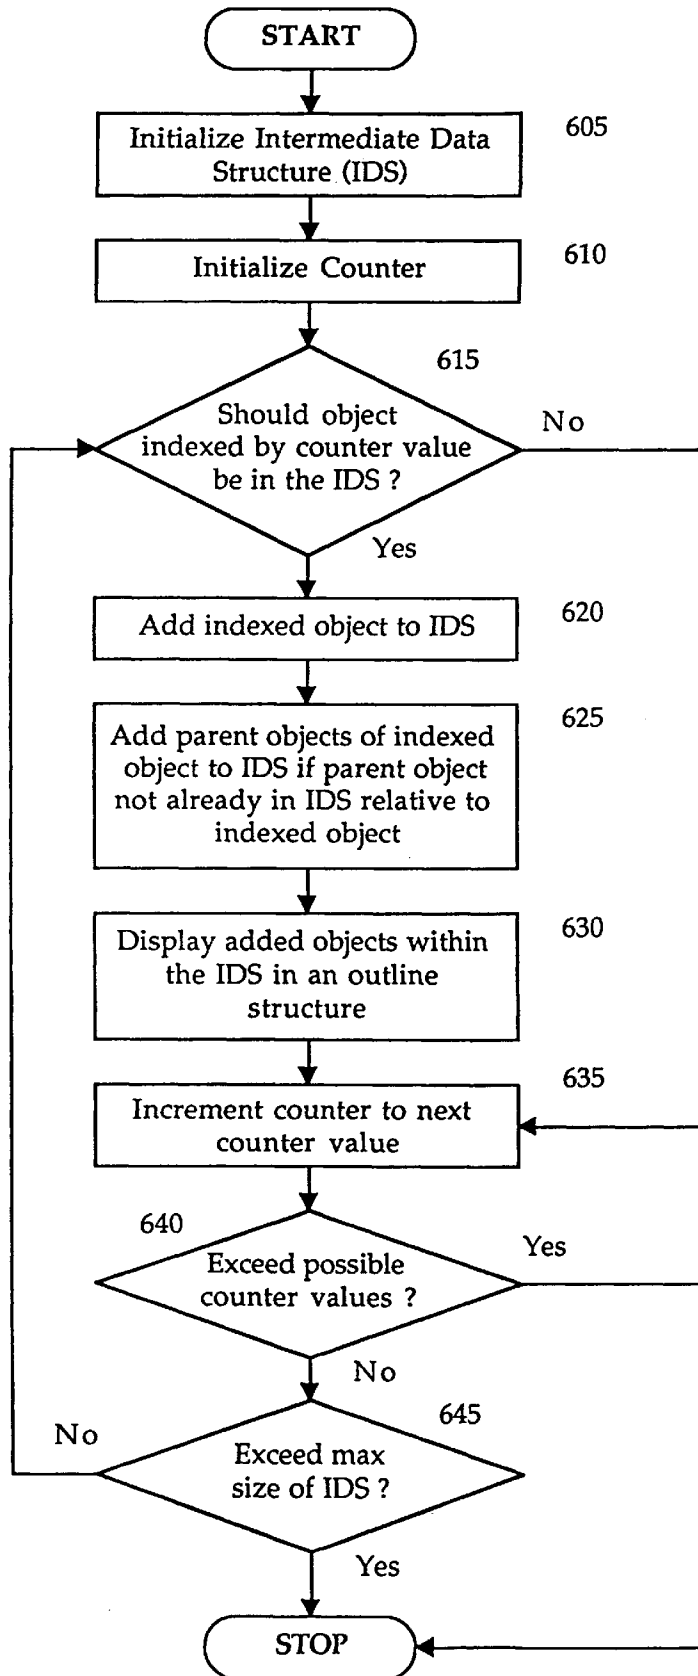 START
605
Initialize Intermediate Data
Structure (IDS)
610
Initialize Counter
615
Should object
indexed by counter value
be in the IDS ?
No
Yes
620
Add indexed object to IDS
625
Add parent objects of indexed
object to IDS if parent object
not already in IDS relative to
indexed object
630
Display added objects within
the IDS in an outline
structure
635
Increment counter to next
counter value
640
Exceed possible
counter values ?
Yes
No
645
No
Exceed max
size of IDS ?
Yes
STOP